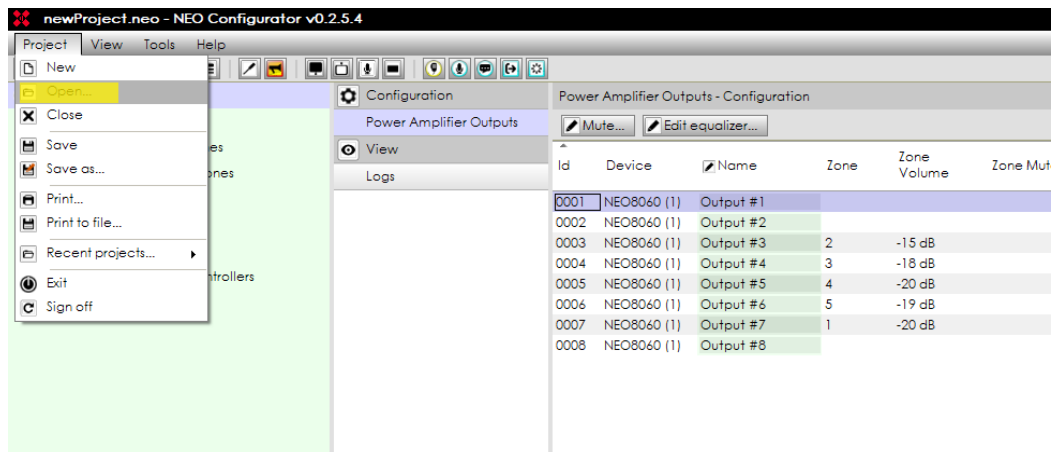 newProject.neo - NEO Configurator v0.2.5.4
Project View Tools Help
New
Open...
Close
Save
Save as...
Print...
Print to file...
Recent projects...
Exit
Sign off
es
ones
ntrollers
Configuration
Power Amplifier Outputs
View
Logs
Power Amplifier Outputs - Configuration
Mute... Edit equalizer...
Id Device Name Zone Zone Volume Zone Mut
0001 NEO8060 (1) Output #1
0002 NEO8060 (1) Output #2
0003 NEO8060 (1) Output #3 2 -15 dB
0004 NEO8060 (1) Output #4 3 -18 dB
0005 NEO8060 (1) Output #5 4 -20 dB
0006 NEO8060 (1) Output #6 5 -19 dB
0007 NEO8060 (1) Output #7 1 -20 dB
0008 NEO8060 (1) Output #8